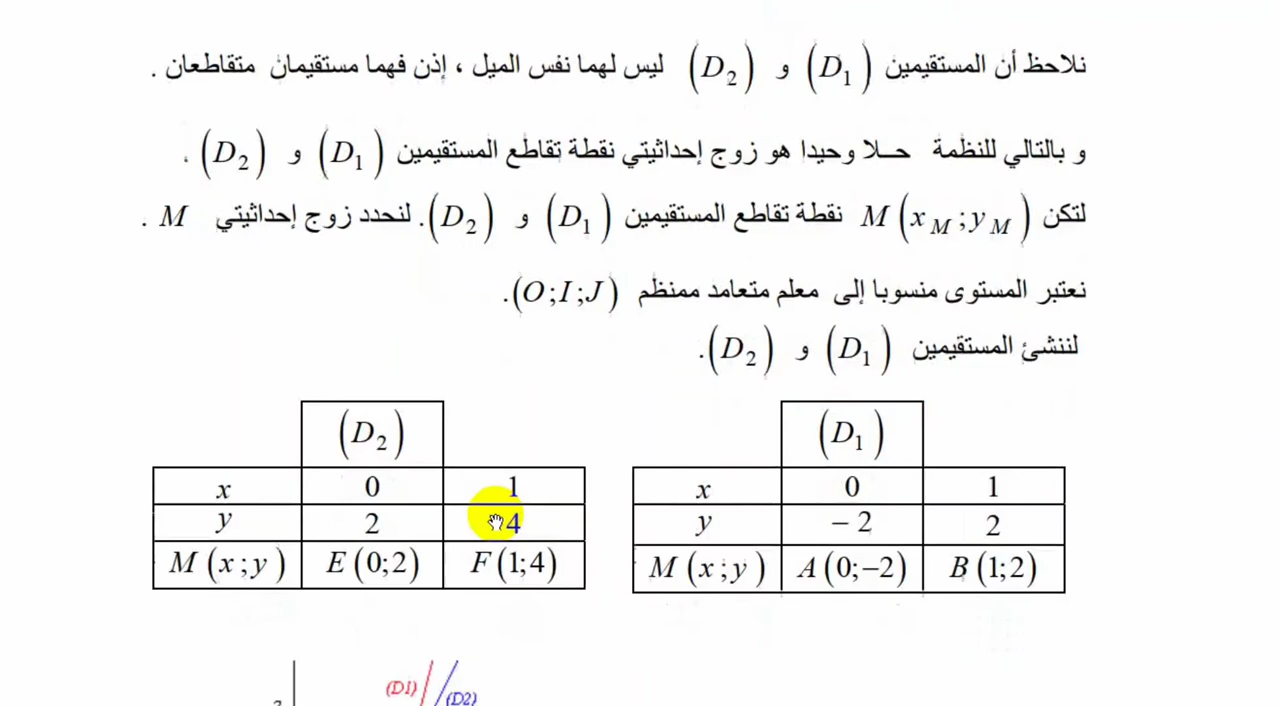 نلاحظ أن المستقيمين (D₁) و (D₂) ليس لهما نفس الميل ، إذن فهما مستقيمان متقاطعان .
و بالتالي للنظمة حلا وحيدا هو زوج إحداثيتي نقطة تقاطع المستقيمين (D₁) و (D₂) ،
لتكن M(x_M ; y_M) نقطة تقاطع المستقيمين (D₁) و (D₂). لنحدد زوج إحداثيتي M .
نعتبر المستوى منسوبا إلى معلم متعامد ممنظم (O;I;J).
لننشئ المستقيمين (D₁) و (D₂).
(D₂)
x 0 1
y 2 4
M(x;y) E(0;2) F(1;4)
(D₁)
x 0 1
y −2 2
M(x;y) A(0;−2) B(1;2)
(D1) (D2)